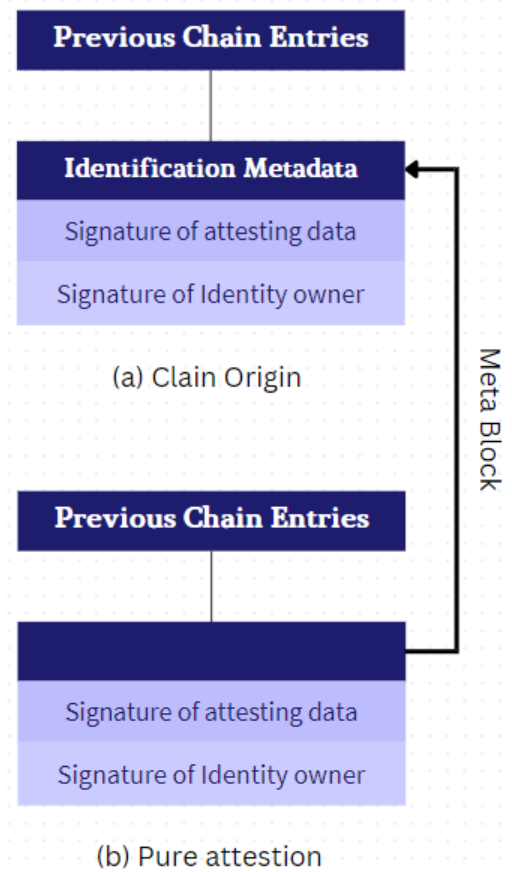 Previous Chain Entries
Identification Metadata
Signature of attesting data
Signature of Identity owner
(a) Clain Origin
Meta Block
Previous Chain Entries
Signature of attesting data
Signature of Identity owner
(b) Pure attestion